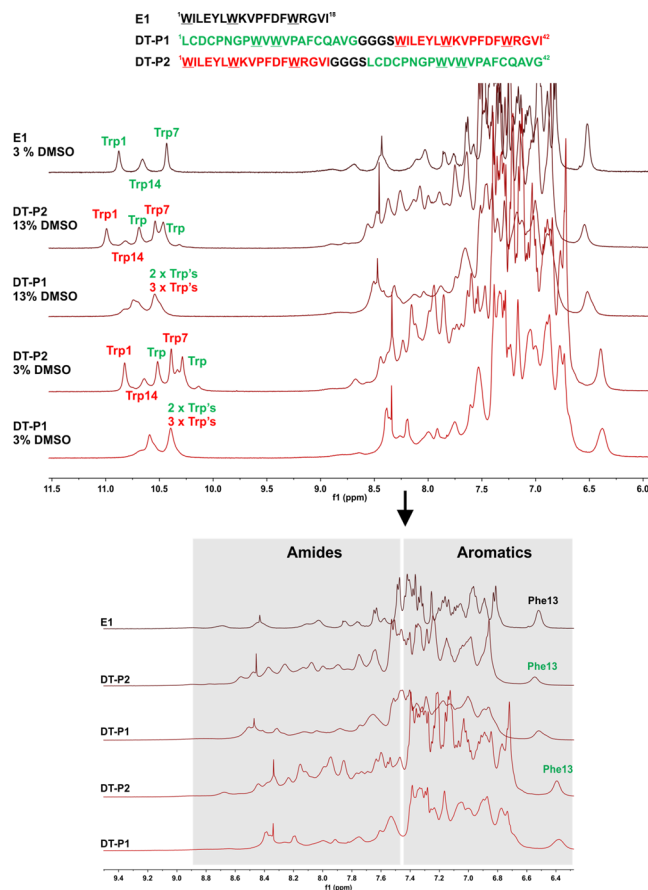 E1 ¹WILEYLWKVPFDFWRGVI¹⁸
DT-P1 ¹LCDCPNGPWVWVPAFCQAVGGGGSWILEYLWKVPFDFWRGVI⁴²
DT-P2 ¹WILEYLWKVPFDFWRGVIGGGSLCDCPNGPWVWVPAFCQAVG⁴²
E1
3 % DMSO
Trp1
Trp14
Trp7
DT-P2
13% DMSO
Trp1
Trp14
Trp
Trp7
Trp
DT-P1
13% DMSO
2 x Trp's
3 x Trp's
DT-P2
3% DMSO
Trp1
Trp14
Trp
Trp7
Trp
DT-P1
3% DMSO
2 x Trp's
3 x Trp's
11.5 11.0 10.5 10.0 9.5 9.0 8.5 8.0 7.5 7.0 6.5 6.0
f1 (ppm)
Amides Aromatics
E1 Phe13
DT-P2 Phe13
DT-P1
DT-P2 Phe13
DT-P1
9.4 9.2 9.0 8.8 8.6 8.4 8.2 8.0 7.8 7.6 7.4 7.2 7.0 6.8 6.6 6.4
f1 (ppm)